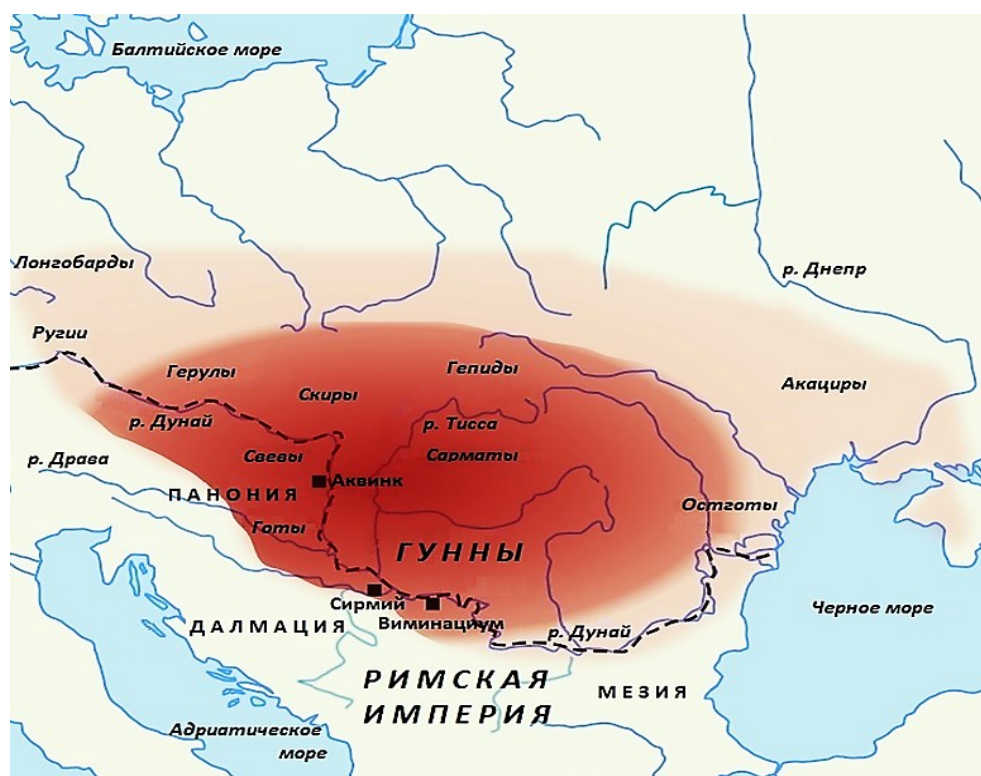 Балтийское море
Лонгобарды
р. Днепр
Ругии
Герулы
Гепиды
Скиры
Акациры
р. Дунай
р. Тисса
р. Драва
Свевы
Сарматы
Аквинк
ПАНОНИЯ
Остготы
Готы
ГУННЫ
Сирмий
Черное море
Виминациум
ДАЛМАЦИЯ
р. Дунай
РИМСКАЯ
ИМПЕРИЯ
МЕЗИЯ
Адриатическое
море